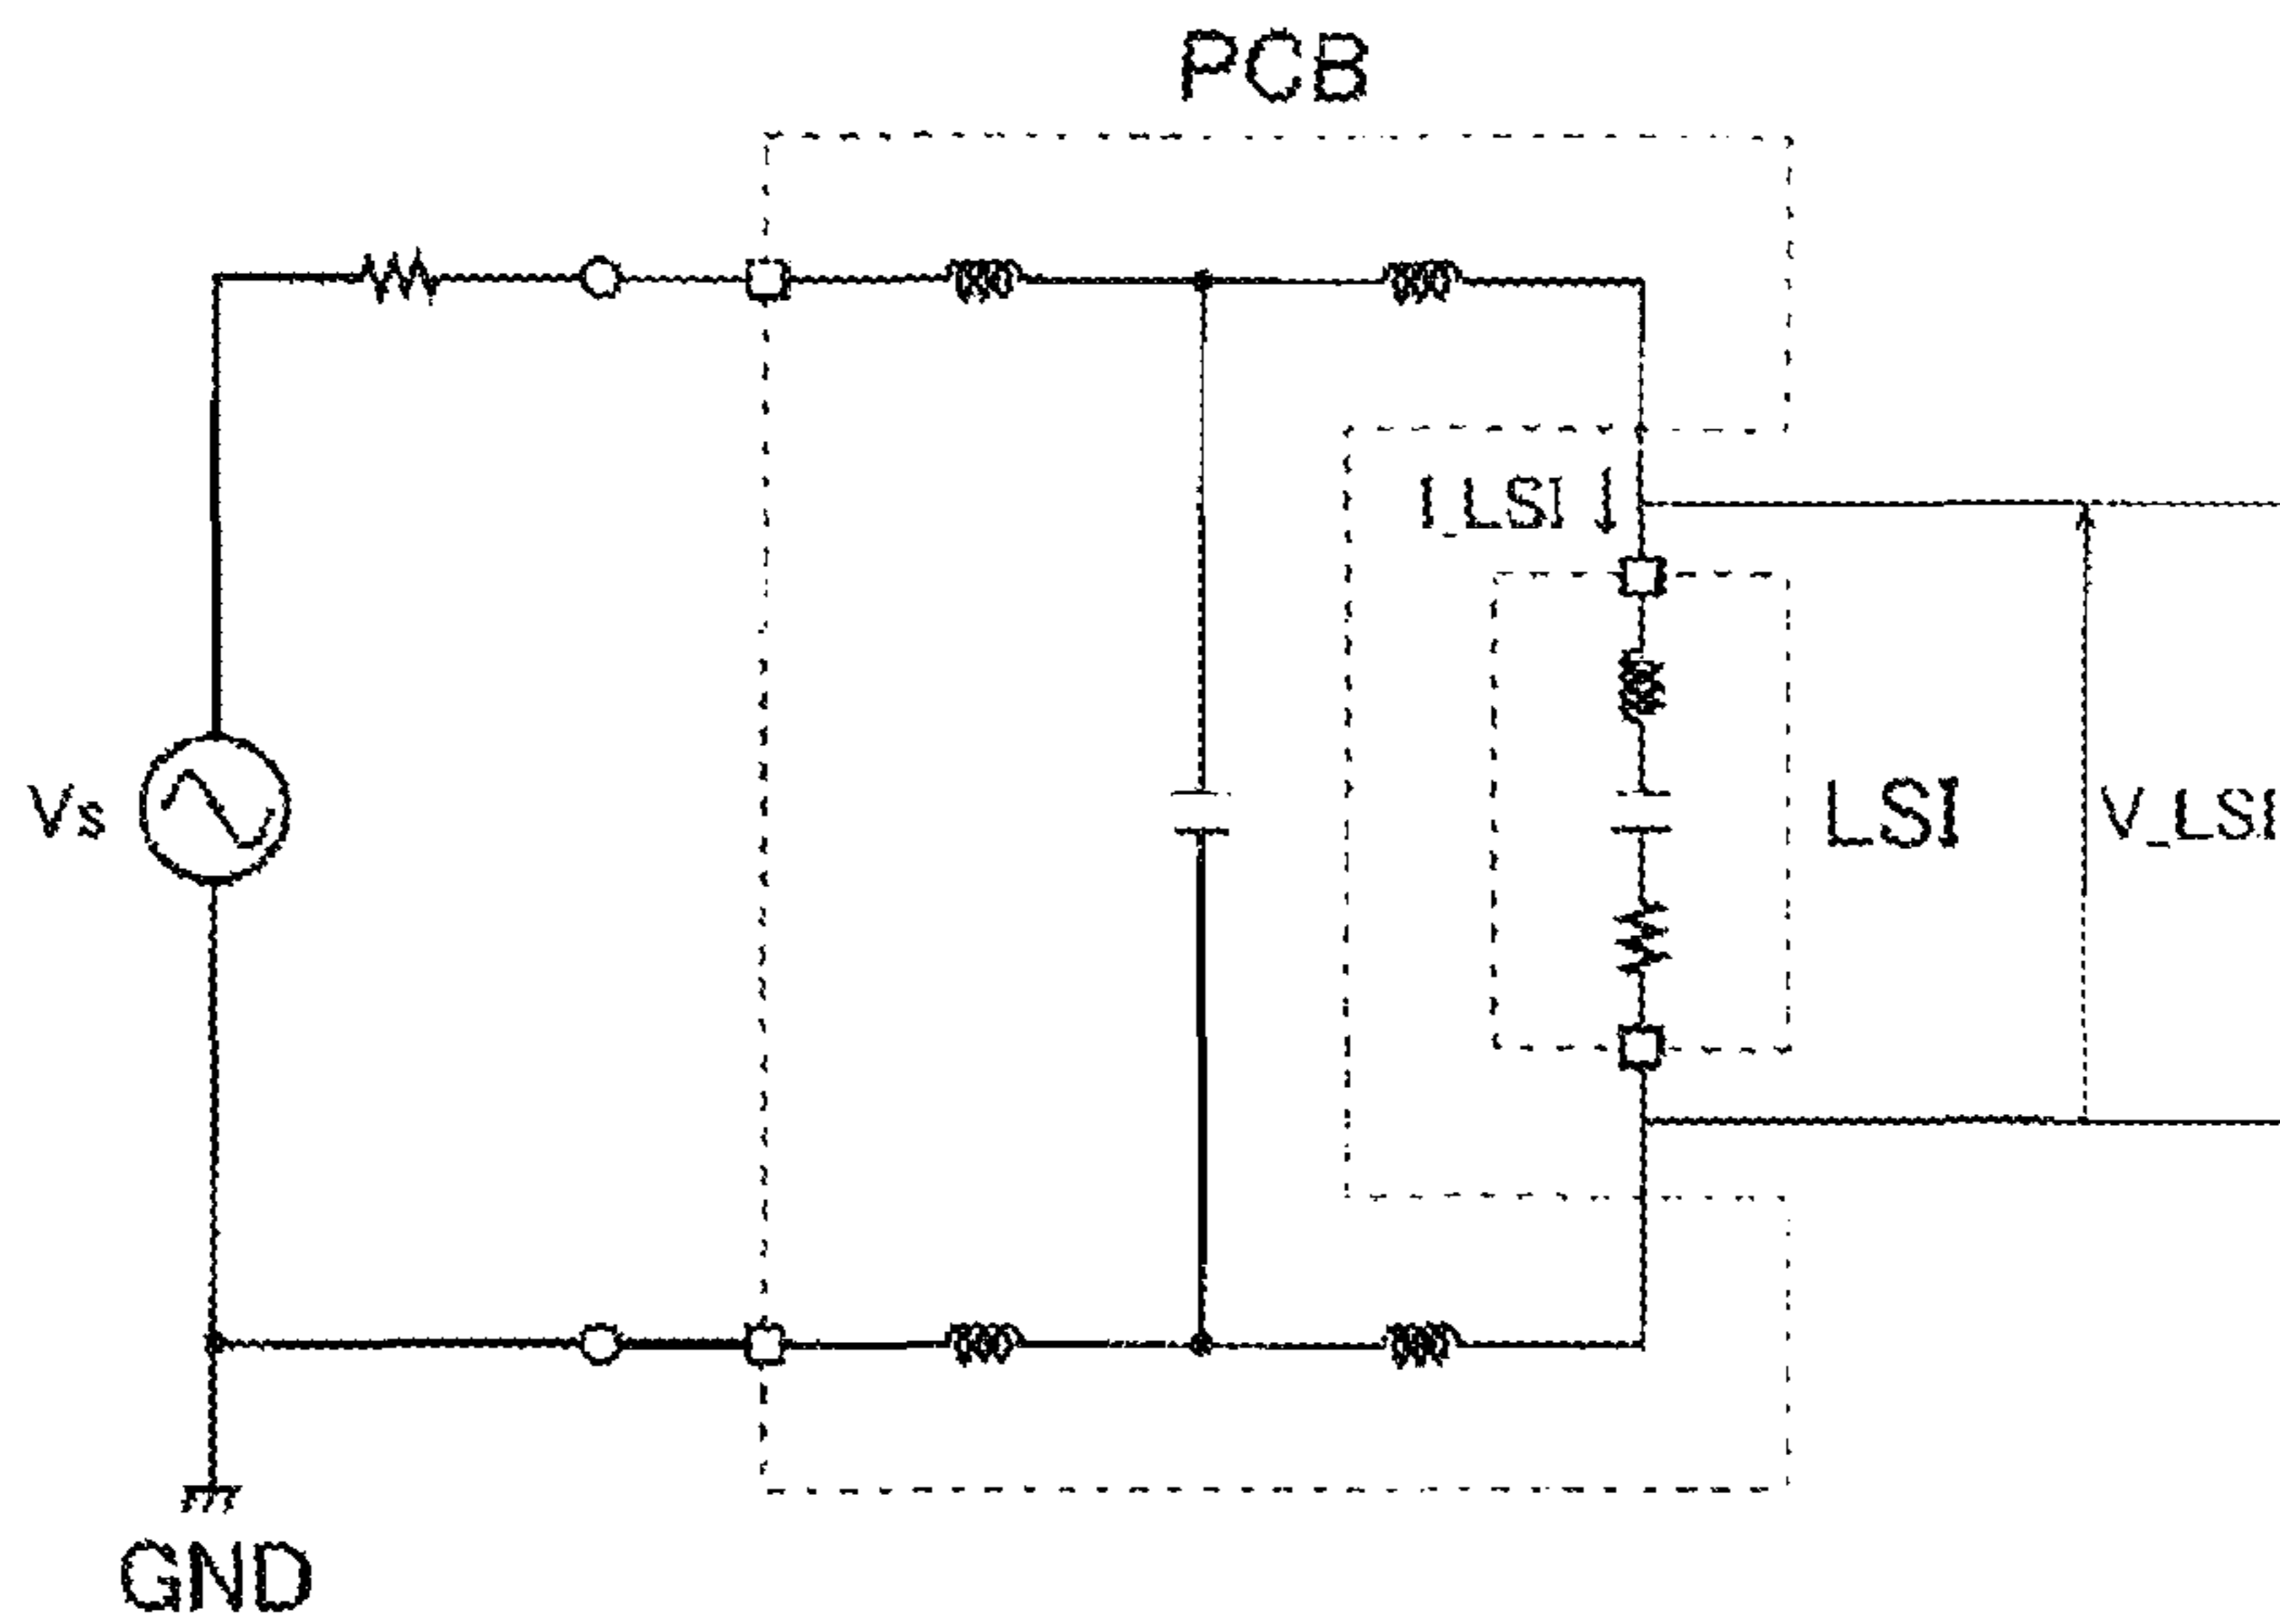 PCB
I_LSI
Vs
LSI
V_LSI
GND